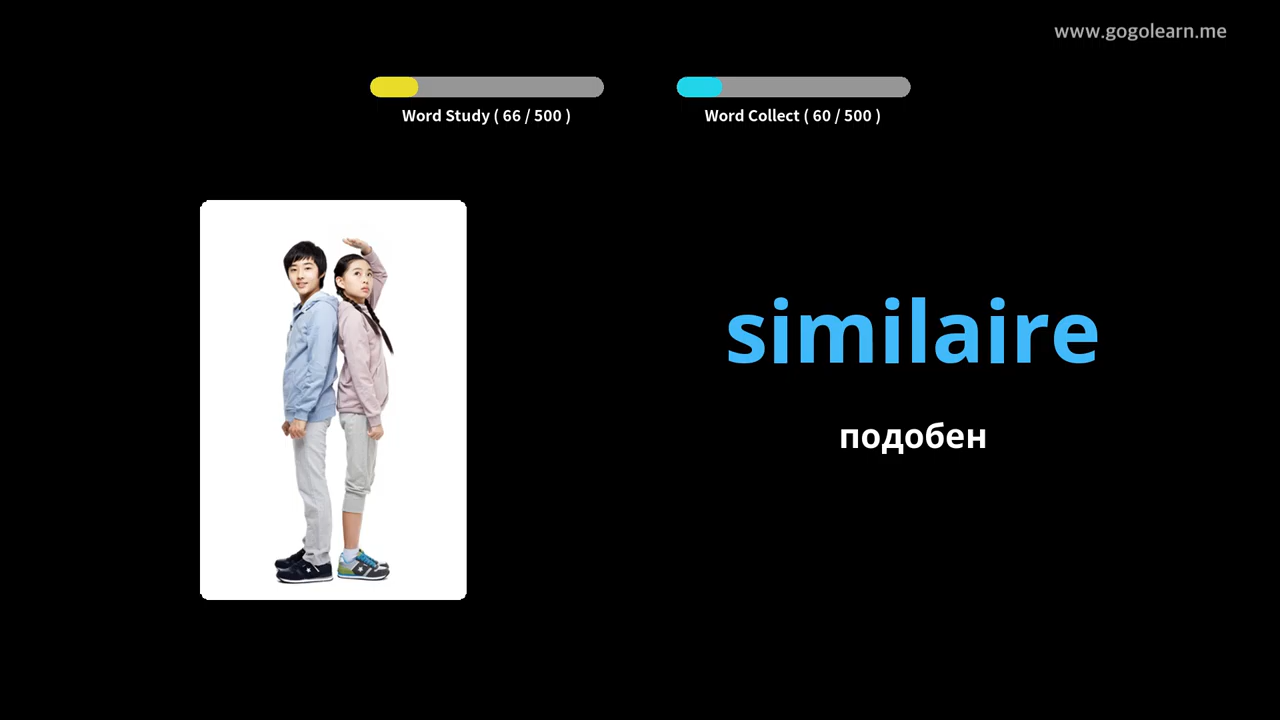 www.gogolearn.me
Word Study ( 66 / 500 )
Word Collect ( 60 / 500 )
similaire
подобен